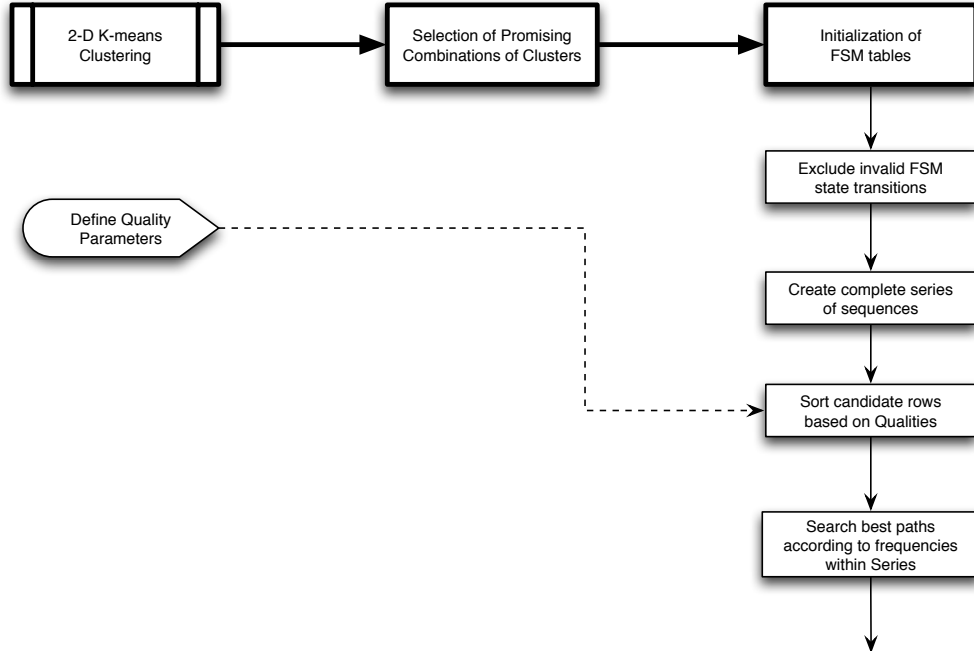 2-D K-means
Clustering
Selection of Promising
Combinations of Clusters
Initialization of
FSM tables
Exclude invalid FSM
state transitions
Define Quality
Parameters
Create complete series
of sequences
Sort candidate rows
based on Qualities
Search best paths
according to frequencies
within Series